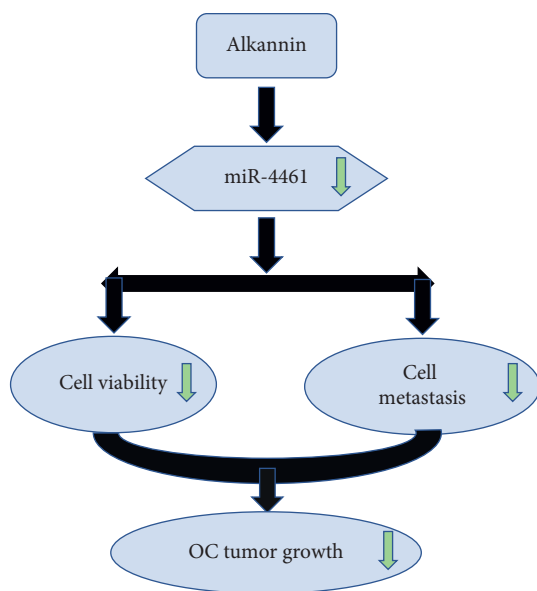 Alkannin
miR-4461
Cell viability
Cell
metastasis
OC tumor growth